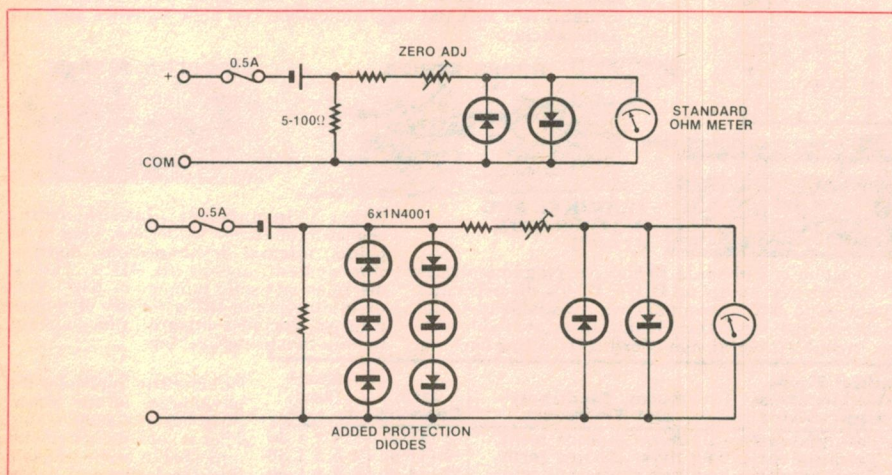 ZERO ADJ
0.5A
+
5-100Ω
STANDARD
OHM METER
COM
0.5A
6x1N4001
ADDED PROTECTION
DIODES